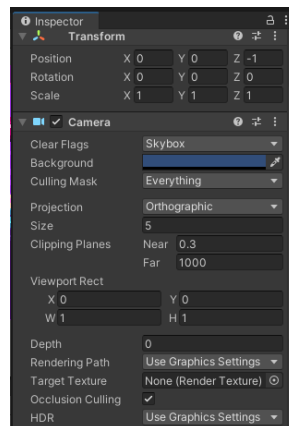 Inspector
Transform
Position X 0 Y 0 Z -1
Rotation X 0 Y 0 Z 0
Scale X 1 Y 1 Z 1
Camera
Clear Flags Skybox
Background
Culling Mask Everything
Projection Orthographic
Size 5
Clipping Planes Near 0.3
Far 1000
Viewport Rect
X 0 Y 0
W 1 H 1
Depth 0
Rendering Path Use Graphics Settings
Target Texture None (Render Texture)
Occlusion Culling
HDR Use Graphics Settings